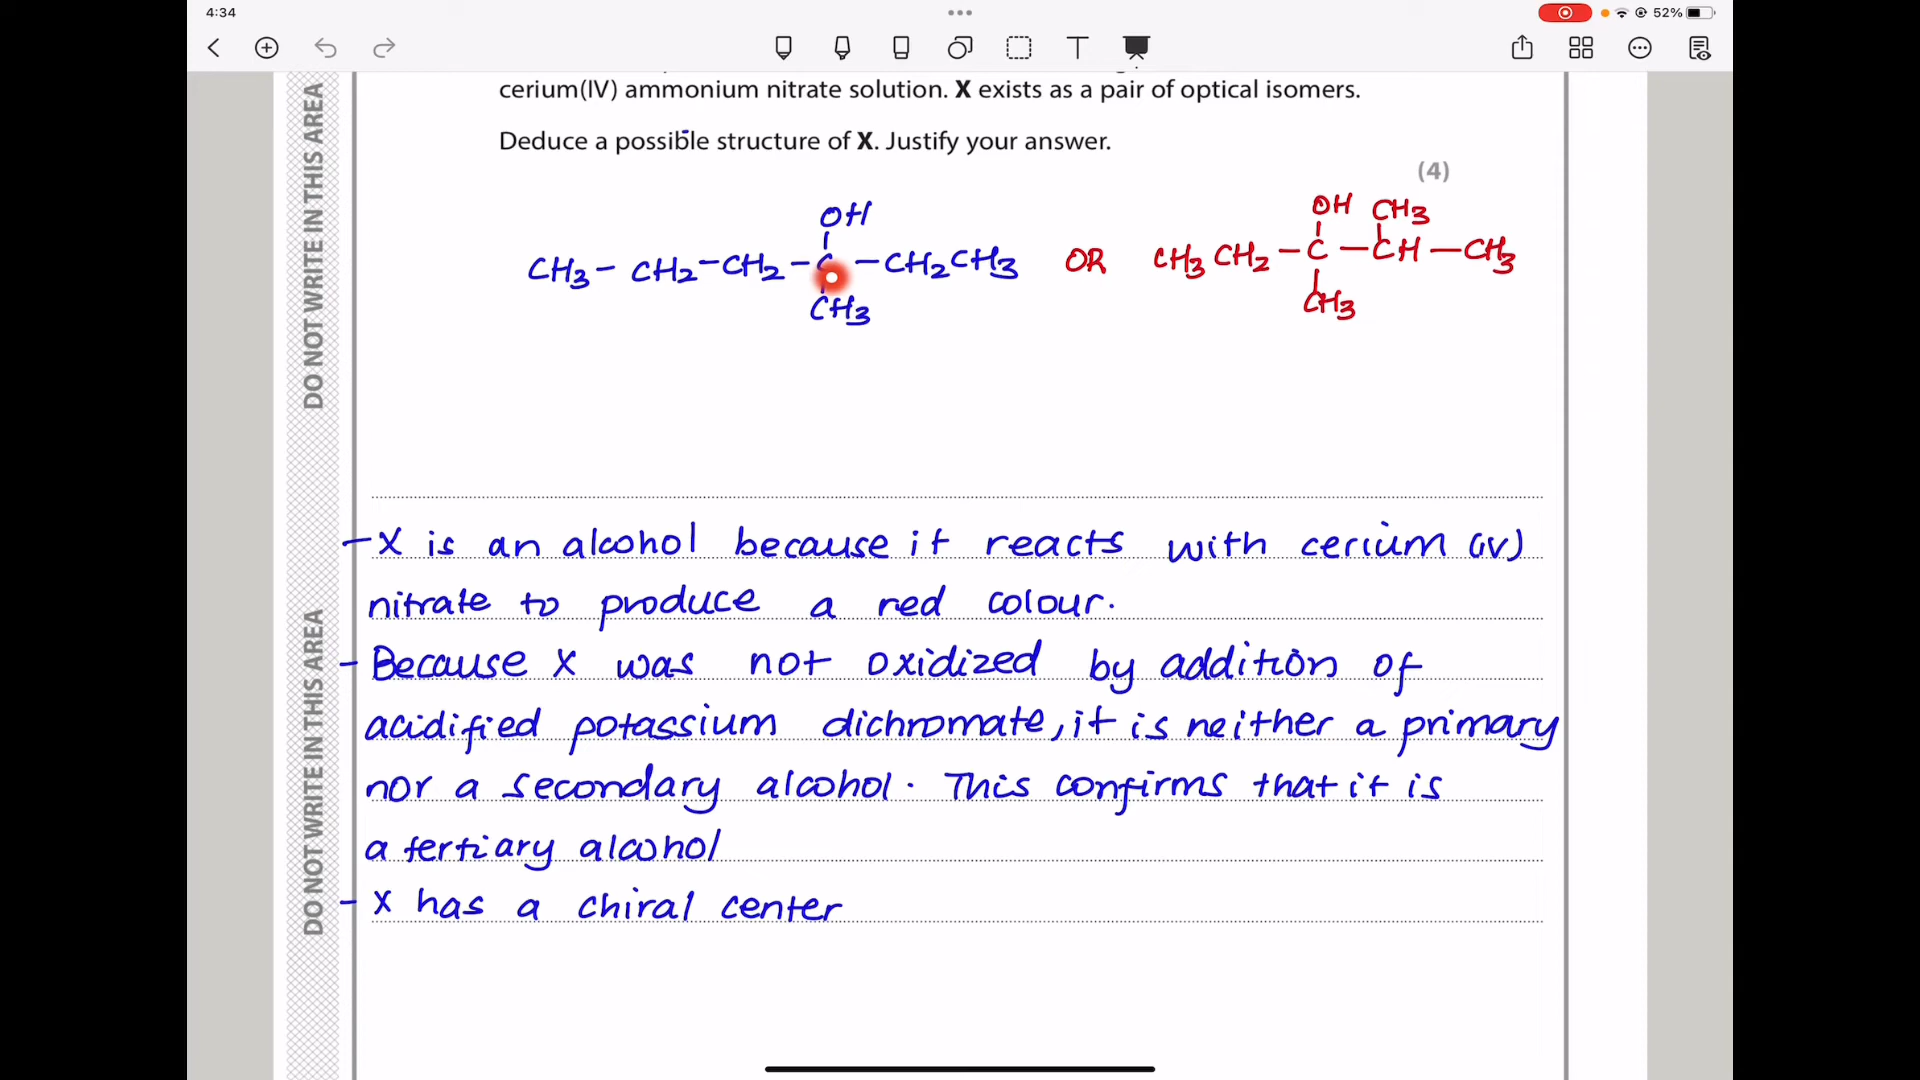 4:34
52%
cerium(IV) ammonium nitrate solution. X exists as a pair of optical isomers.
Deduce a possible structure of X. Justify your answer.
(4)
OH
CH3 – CH2 – CH2 – C – CH2CH3
CH3
OR
OH CH3
CH3 CH2 – C – CH – CH3
CH3
– X is an alcohol because it reacts with cerium (IV)
nitrate to produce a red colour.
– Because X was not oxidized by addition of
acidified potassium dichromate, it is neither a primary
nor a secondary alcohol. This confirms that it is
a tertiary alcohol
– X has a chiral center
DO NOT WRITE IN THIS AREA
DO NOT WRITE IN THIS AREA